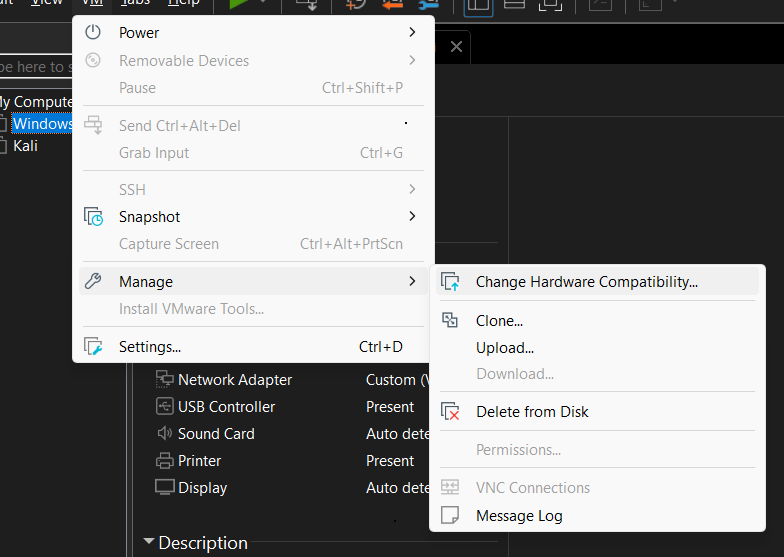 View VM Tabs Help
Power
Removable Devices
Pause Ctrl+Shift+P
Send Ctrl+Alt+Del
Grab Input Ctrl+G
SSH
Snapshot
Capture Screen Ctrl+Alt+PrtScn
Manage
Install VMware Tools...
Settings... Ctrl+D
pe here to s
My Compute
Windows
Kali
Change Hardware Compatibility...
Clone...
Upload...
Download...
Delete from Disk
Permissions...
VNC Connections
Message Log
Network Adapter Custom (V
USB Controller Present
Sound Card Auto dete
Printer Present
Display Auto dete
Description